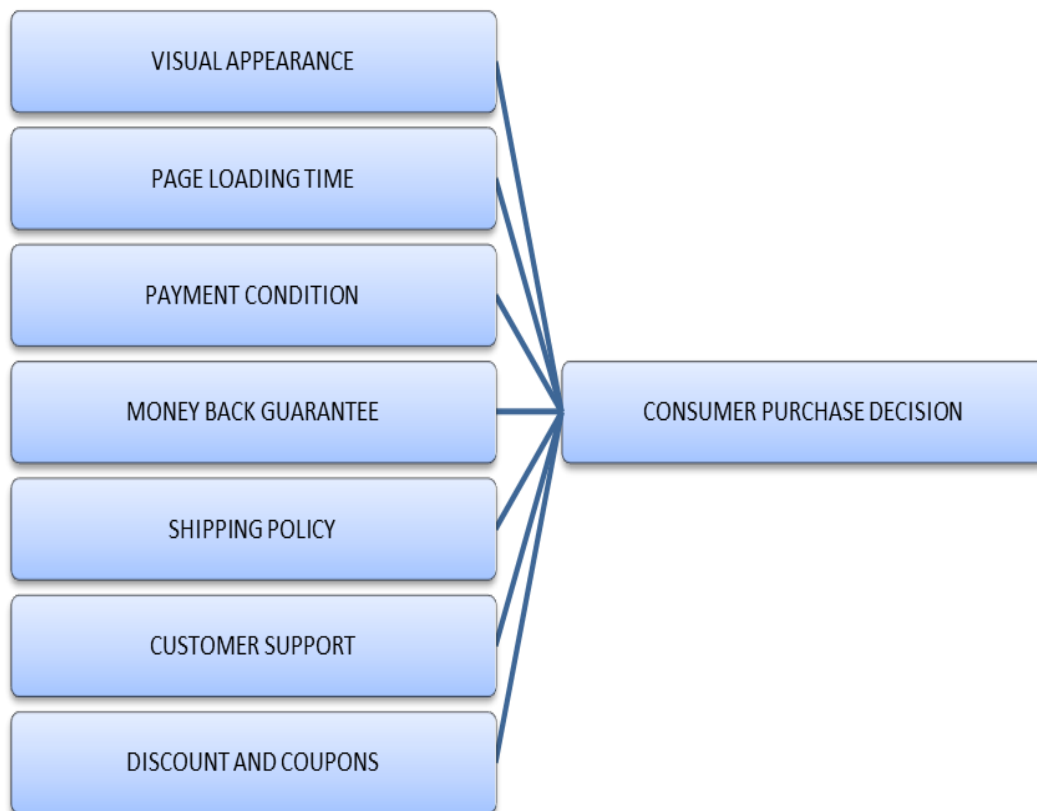 VISUAL APPEARANCE
PAGE LOADING TIME
PAYMENT CONDITION
MONEY BACK GUARANTEE
SHIPPING POLICY
CUSTOMER SUPPORT
DISCOUNT AND COUPONS
CONSUMER PURCHASE DECISION